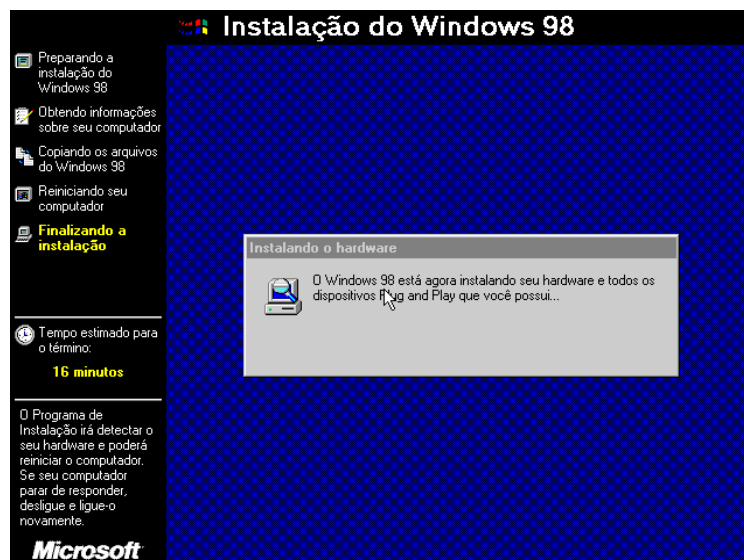 Instalação do Windows 98
Preparando a
instalação do
Windows 98
Obtendo informações
sobre seu computador
Copiando os arquivos
do Windows 98
Reiniciando seu
computador
Finalizando a
instalação
Tempo estimado para
o término:
16 minutos
O Programa de
Instalação irá detectar o
seu hardware e poderá
reiniciar o computador.
Se seu computador
parar de responder,
desligue e ligue-o
novamente.
Microsoft
Instalando o hardware
O Windows 98 está agora instalando seu hardware e todos os
dispositivos Plug and Play que você possui...